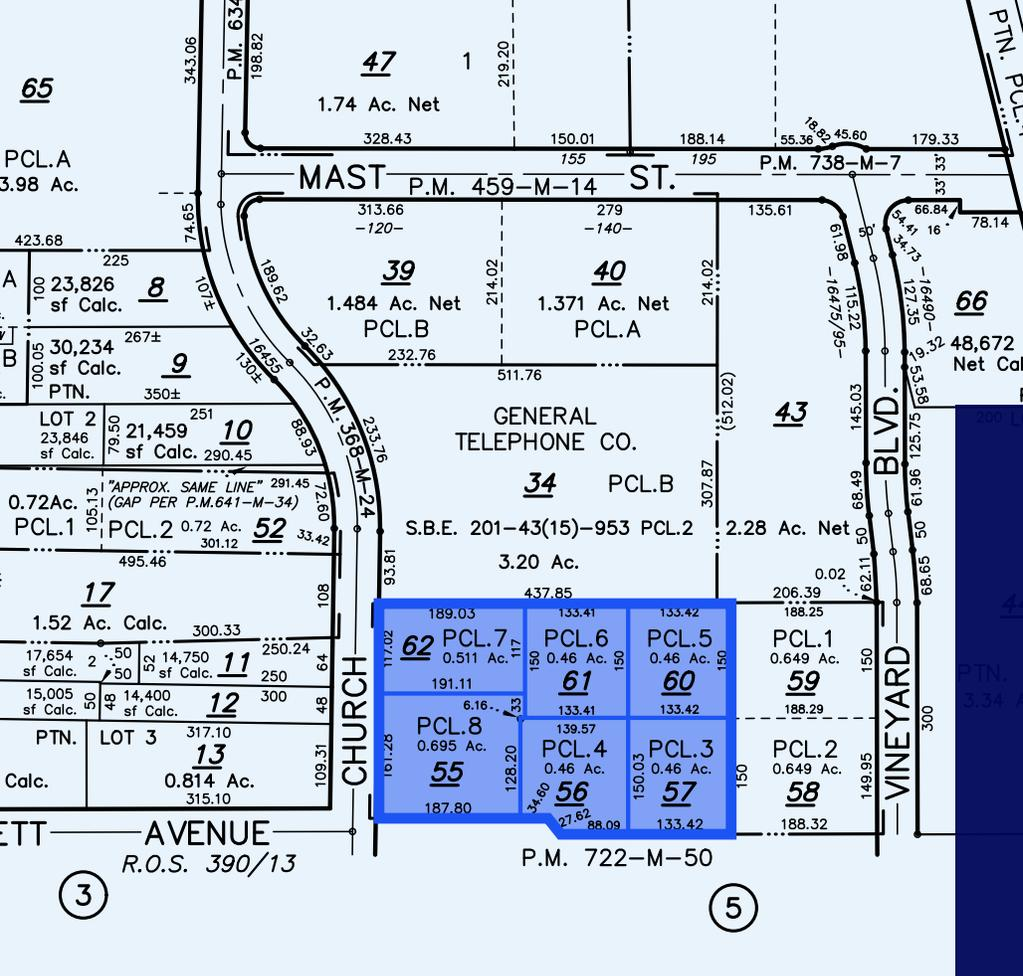 343.06
P.M. 634
198.82
65
PCL.A
3.98 Ac.
47
1
219.20
1.74 Ac. Net
328.43
150.01
188.14
55.36
18.82
45.60
179.33
155
195
P.M. 738-M-7
33'
33'
MAST
P.M. 459-M-14
ST.
PTN. PCL.
313.66
279
135.61
66.84
16
78.14
-120-
-140-
74.65
423.68
225
A
100
23,826
sf Calc.
8
107±
189.62
39
1.484 Ac. Net
PCL.B
214.02
40
1.371 Ac. Net
PCL.A
214.02
61.98
50'
54.41
34.73
-16475/95-
115.22
-16490-
127.35
66
48,672
Net Cal
19.32
53.58
267±
B
100.05
30,234
sf Calc.
PTN.
9
350±
16455
130±
32.63
232.76
511.76
P.M. 368-M-24
233.76
LOT 2
23,846
sf Calc.
79.50
251
21,459
sf Calc.
10
290.45
88.93
GENERAL
TELEPHONE CO.
34
PCL.B
(512.02)
307.87
43
145.03
BLVD.
125.75
200
"APPROX. SAME LINE"
(GAP PER P.M.641-M-34)
291.45
72.60
0.72Ac.
PCL.1
105.13
PCL.2
0.72 Ac.
52
33.42
301.12
495.46
S.B.E. 201-43(15)-953 PCL.2
3.20 Ac.
2.28 Ac. Net
68.49
61.96
50
50
93.81
62.11
68.65
0.02
17
1.52 Ac. Calc.
300.33
108
437.85
206.39
189.03
133.41
133.42
188.25
17,654
sf Calc.
2
50
50
52
14,750
sf Calc.
11
250.24
250
64
15,005
sf Calc.
50
48
14,400
sf Calc.
12
300
48
317.10
117.02
62
PCL.7
0.511 Ac.
117
191.11
PCL.6
0.46 Ac.
150
150
61
133.41
PCL.5
0.46 Ac.
150
60
133.42
PCL.1
0.649 Ac.
59
150
188.29
VINEYARD
300
PTN.
3.34
PTN.
LOT 3
13
0.814 Ac.
315.10
109.31
Calc.
CHURCH
6.16
33
PCL.8
0.695 Ac.
55
161.28
128.20
187.80
139.57
PCL.4
0.46 Ac.
56
34.60
27.62
88.09
PCL.3
0.46 Ac.
150.03
57
133.42
150
PCL.2
0.649 Ac.
58
149.95
188.32
ETT
AVENUE
R.O.S. 390/13
P.M. 722-M-50
3
5